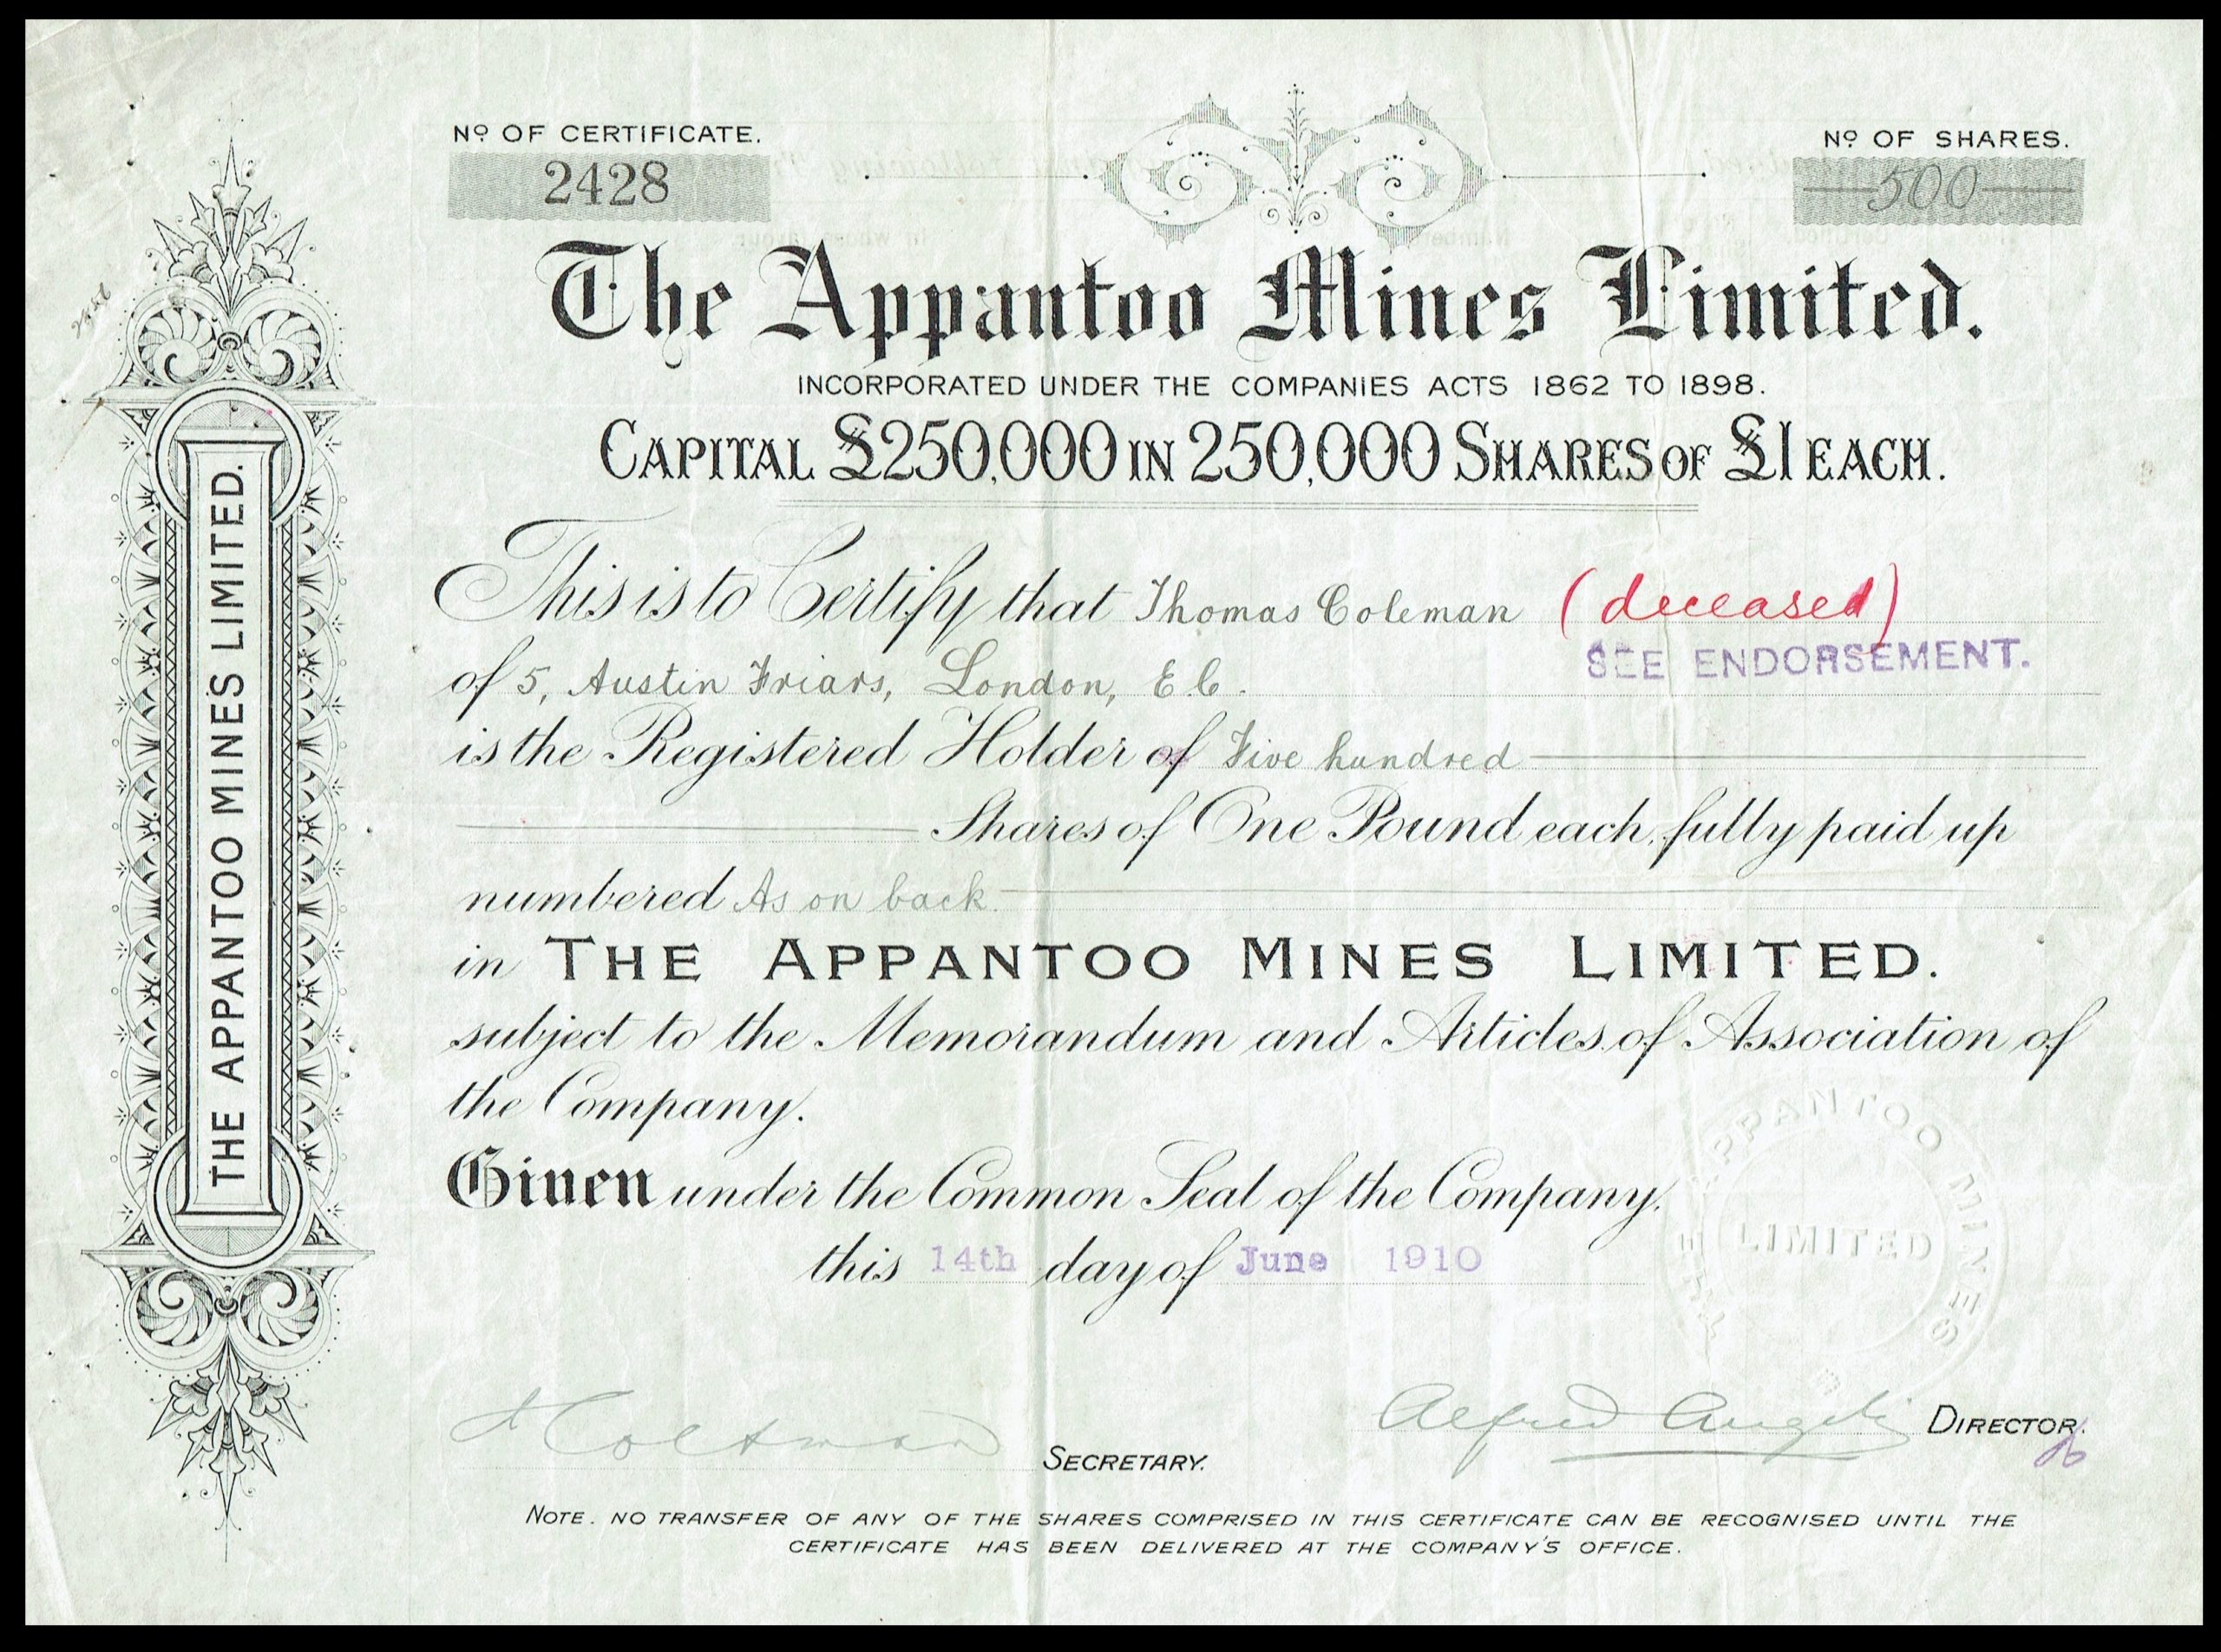 Nº OF CERTIFICATE.
2428
Nº OF SHARES.
500
The Appantoo Mines Limited.
INCORPORATED UNDER THE COMPANIES ACTS 1862 TO 1898.
CAPITAL £250,000 IN 250,000 SHARES OF £1 EACH.
This is to Certify that Thomas Coleman (deceased)
SEE ENDORSEMENT.
of 5, Austin Friars, London, E.C.
is the Registered Holder of Five hundred
Shares of One Pound each, fully paid up
numbered As on back.
in THE APPANTOO MINES LIMITED.
subject to the Memorandum and Articles of Association of
the Company.
Given under the Common Seal of the Company,
this 14th day of June 1910
THE APPANTOO MINES
LIMITED
Coltman
SECRETARY.
Alfred
DIRECTOR.
NOTE. NO TRANSFER OF ANY OF THE SHARES COMPRISED IN THIS CERTIFICATE CAN BE RECOGNISED UNTIL THE
CERTIFICATE HAS BEEN DELIVERED AT THE COMPANY'S OFFICE.
THE APPANTOO MINES LIMITED.